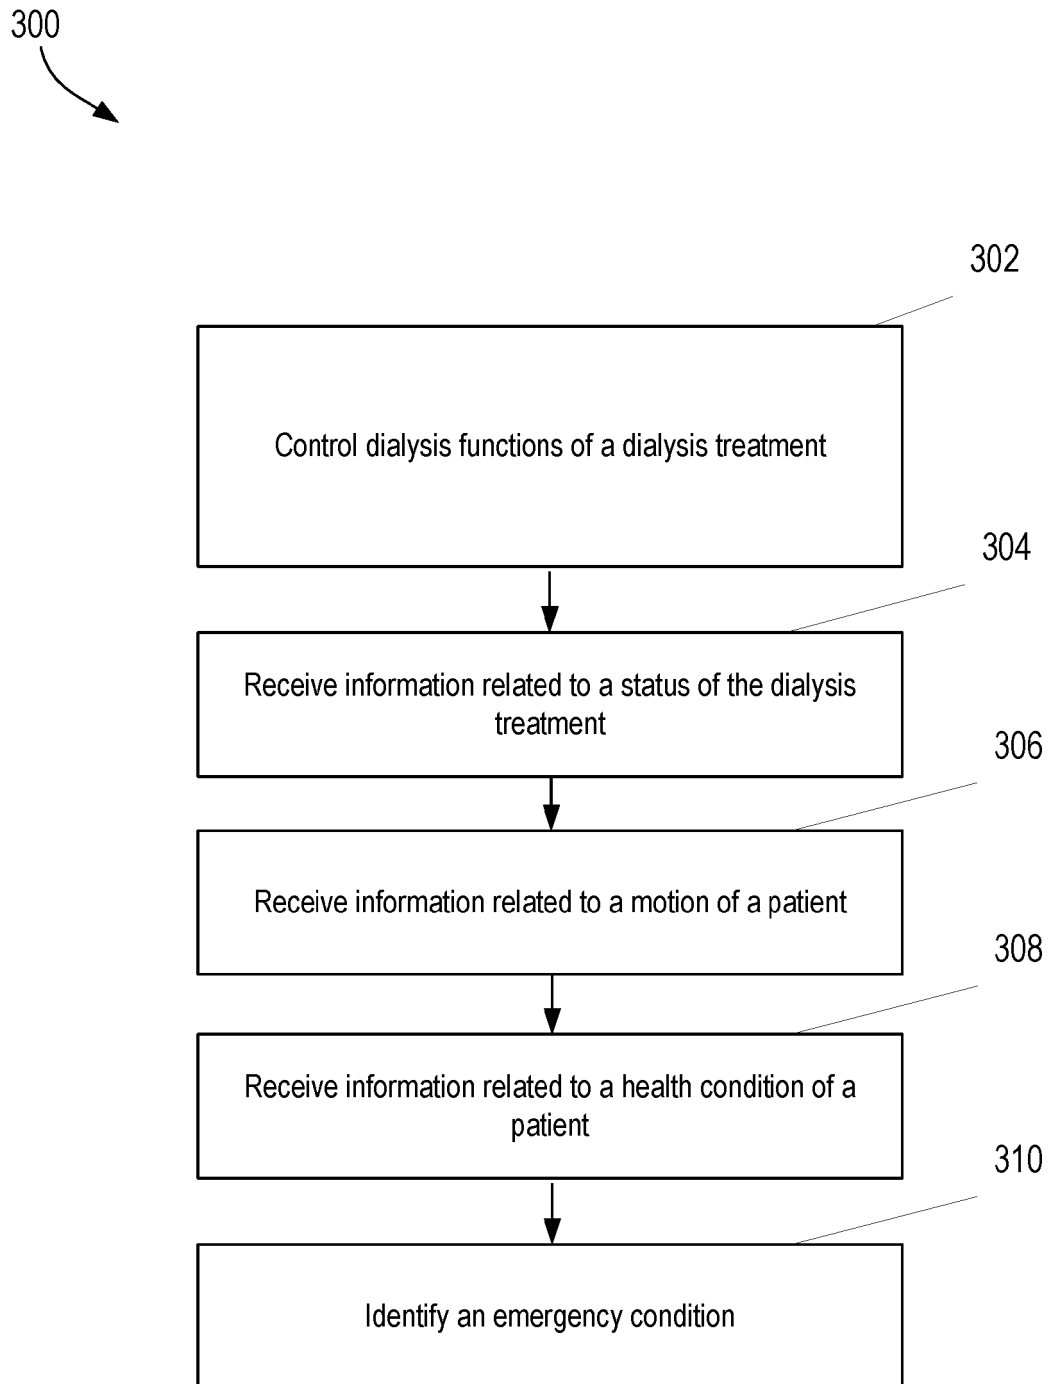 300
302
Control dialysis functions of a dialysis treatment
304
Receive information related to a status of the dialysis
treatment
306
Receive information related to a motion of a patient
308
Receive information related to a health condition of a
patient
310
Identify an emergency condition